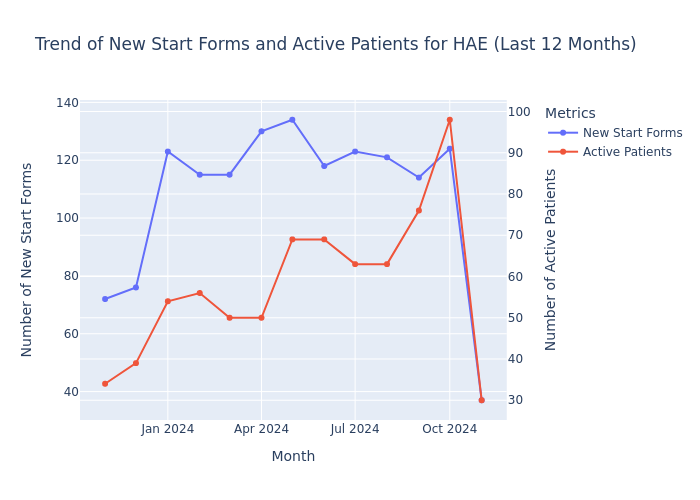 Trend of New Start Forms and Active Patients for HAE (Last 12 Months)
Metrics
New Start Forms
Active Patients
Number of New Start Forms
140
120
100
80
60
40
100
90
80
70
60
50
40
30
Number of Active Patients
Jan 2024
Apr 2024
Jul 2024
Oct 2024
Month